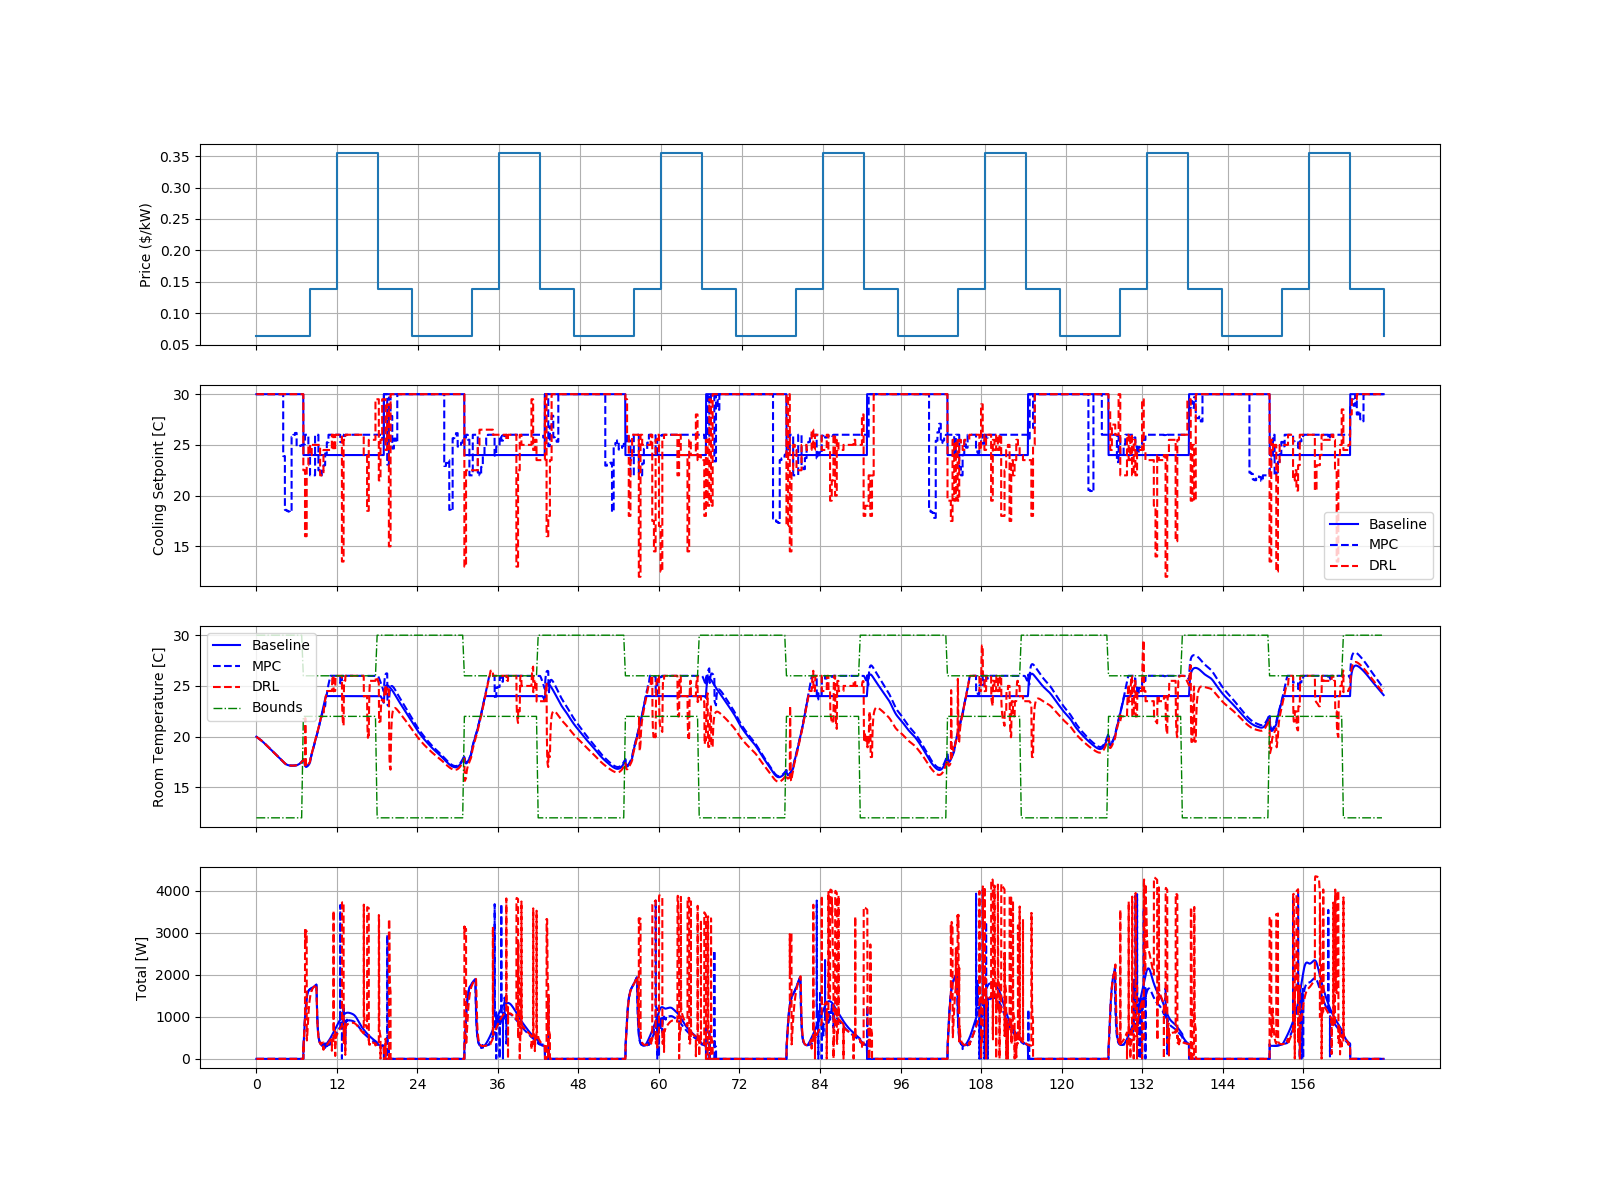 Price ($/kW)
0.35
0.30
0.25
0.20
0.15
0.10
0.05
Cooling Setpoint [C]
30
25
20
15
Baseline
MPC
DRL
Room Temperature [C]
30
25
20
15
Baseline
MPC
DRL
Bounds
Total [W]
4000
3000
2000
1000
0
0 12 24 36 48 60 72 84 96 108 120 132 144 156